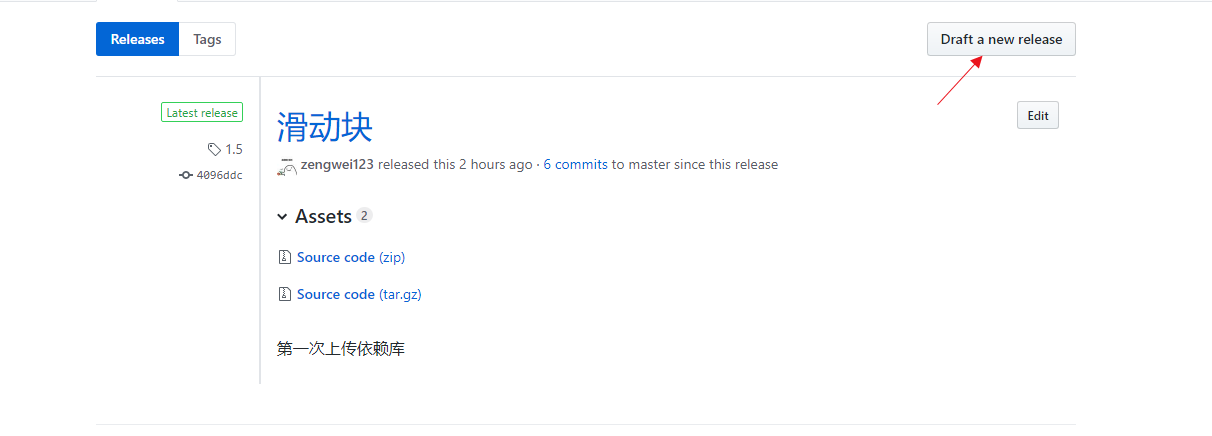 Releases Tags Draft a new release
Latest release
滑动块
Edit
1.5
zengwei123 released this 2 hours ago · 6 commits to master since this release
4096ddc
Assets 2
Source code (zip)
Source code (tar.gz)
第一次上传依赖库